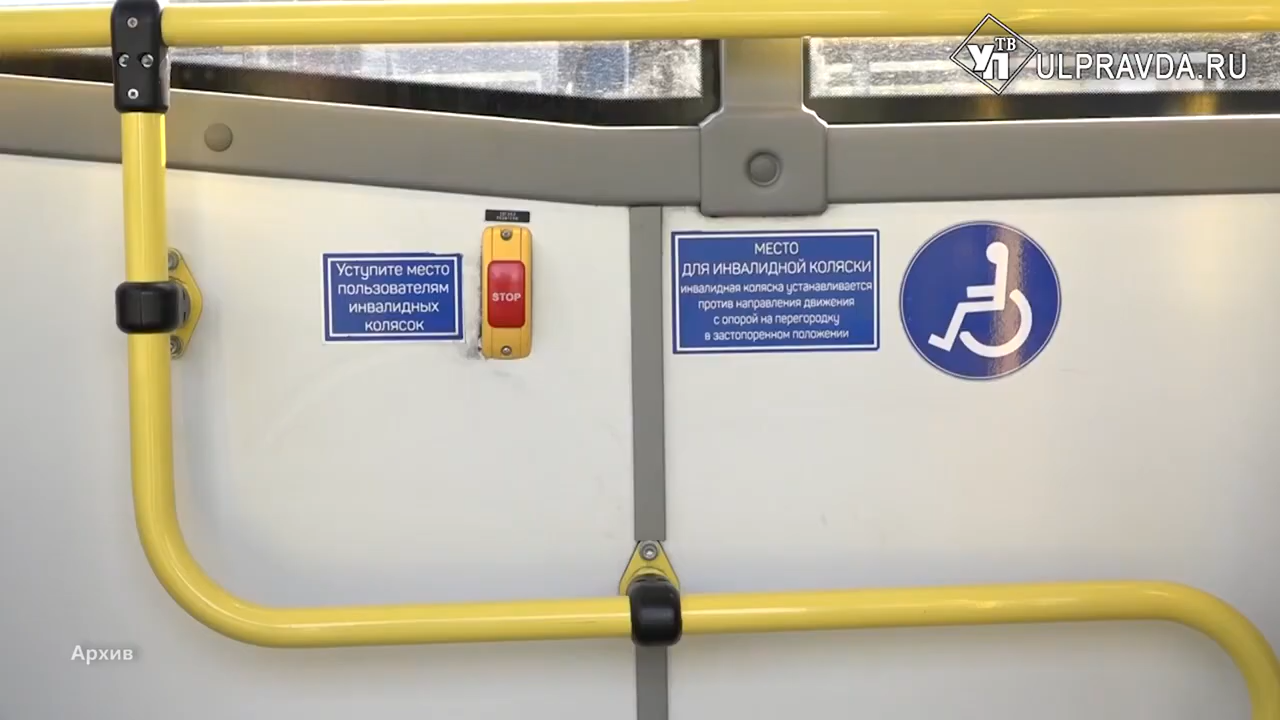 УП ТВ ULPRAVDA.RU
Уступите место
пользователям
инвалидных
колясок
STOP
МЕСТО
ДЛЯ ИНВАЛИДНОЙ КОЛЯСКИ
инвалидная коляска устанавливается
против направления движения
с опорой на перегородку
в застопоренном положении
Архив